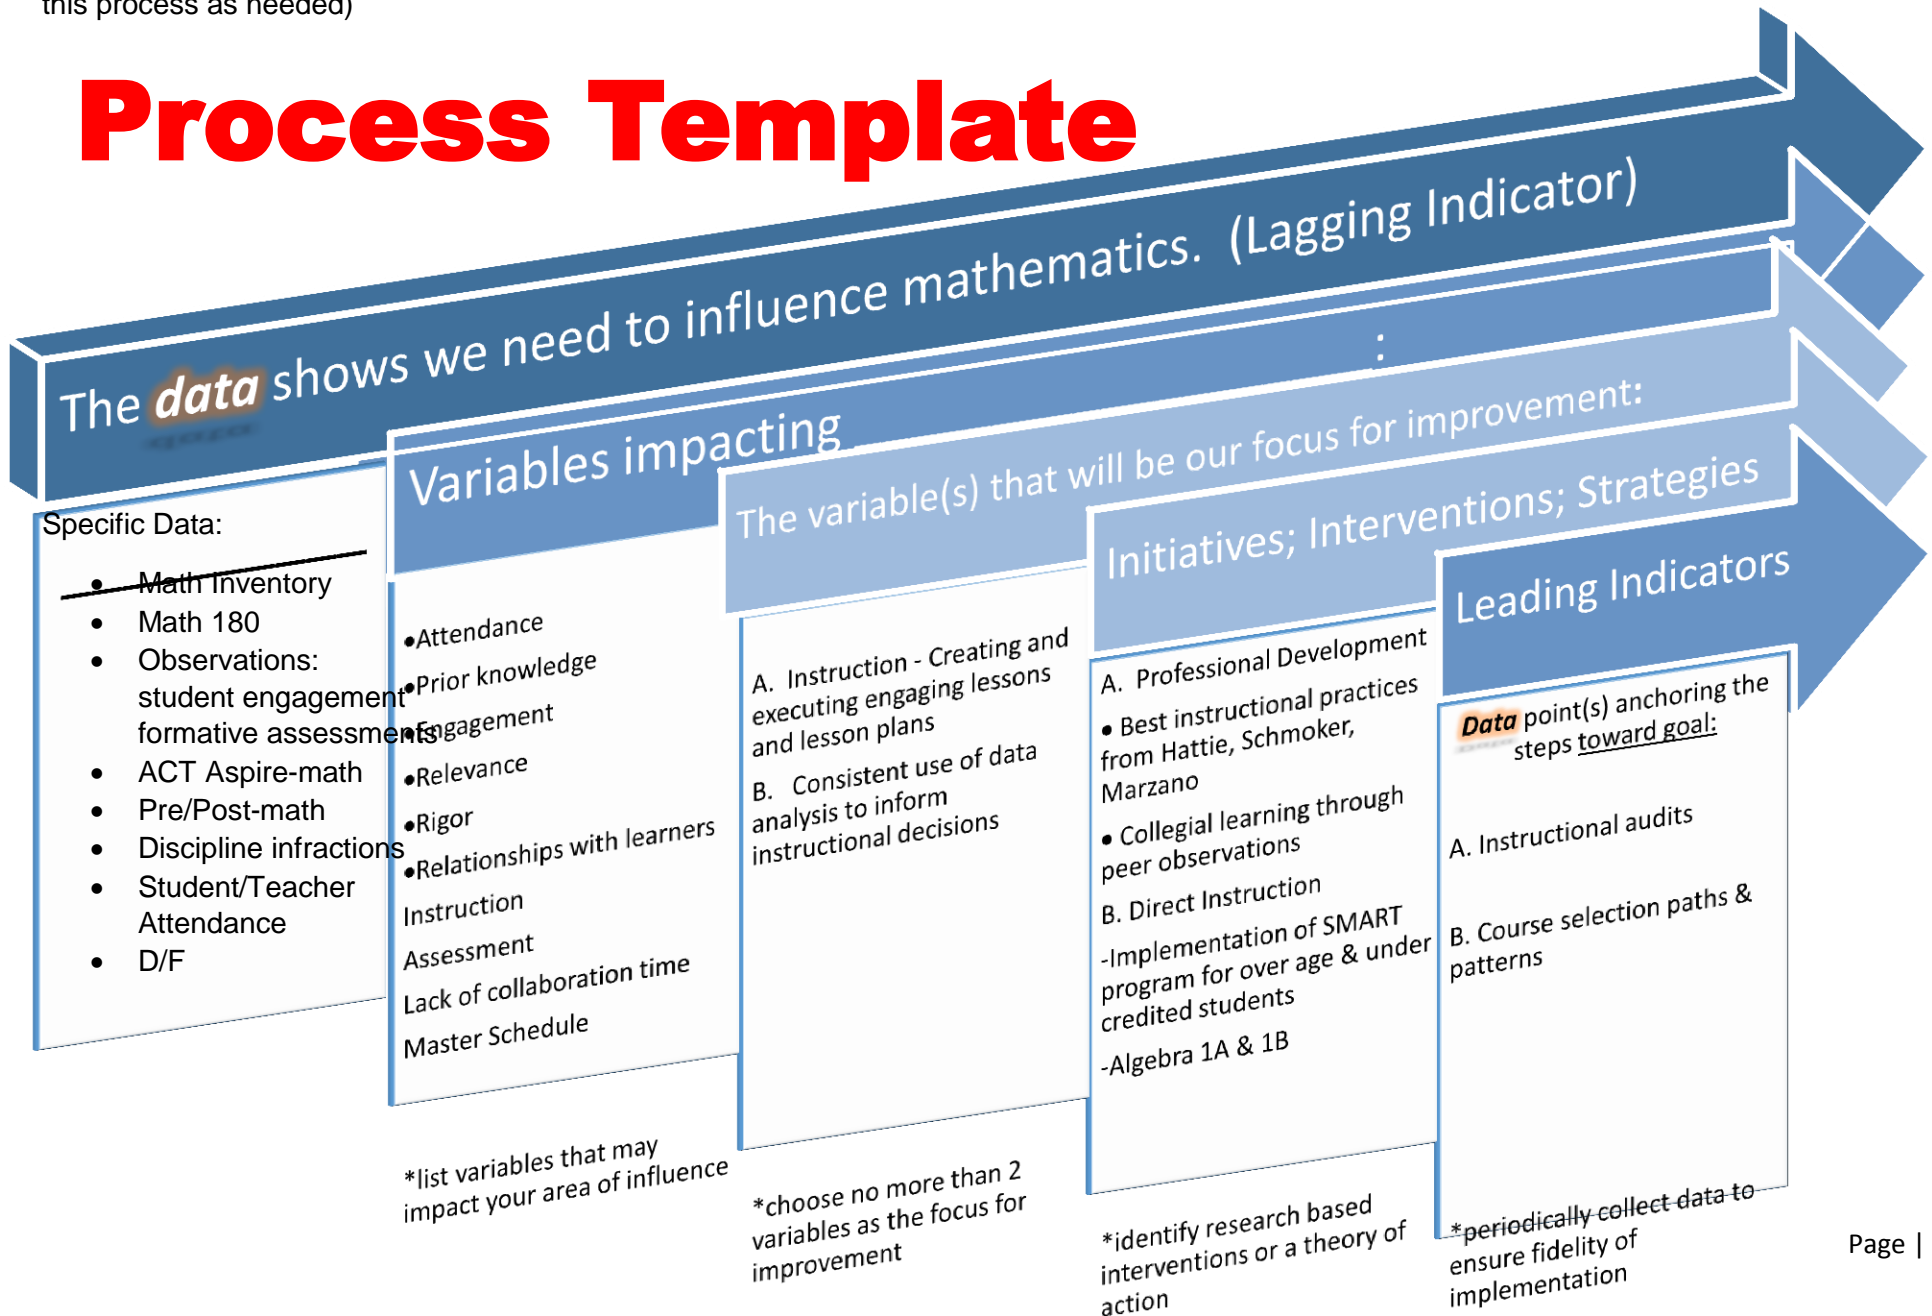 this process as needed)
Process Template
The data shows we need to influence mathematics.  (Lagging Indicator)
Specific Data:
• Math Inventory
• Math 180
• Observations:
student engagement
formative assessments
• ACT Aspire-math
• Pre/Post-math
• Discipline infractions
• Student/Teacher
Attendance
• D/F
Variables impacting
:
•Attendance
•Prior knowledge
•Engagement
•Relevance
•Rigor
•Relationships with learners
Instruction
Assessment
Lack of collaboration time
Master Schedule
*list variables that may
impact your area of influence
The variable(s) that will be our focus for improvement:
A.  Instruction - Creating and
executing engaging lessons
and lesson plans
B.   Consistent use of data
analysis to inform
instructional decisions
*choose no more than 2
variables as the focus for
improvement
Initiatives; Interventions; Strategies
A.  Professional Development
• Best instructional practices
from Hattie, Schmoker,
Marzano
• Collegial learning through
peer observations
B. Direct Instruction
-Implementation of SMART
program for over age & under
credited students
-Algebra 1A & 1B
*identify research based
interventions or a theory of
action
Leading Indicators
Data point(s) anchoring the
steps toward goal:
A. Instructional audits
B. Course selection paths &
patterns
*periodically collect data to
ensure fidelity of
implementation
Page |